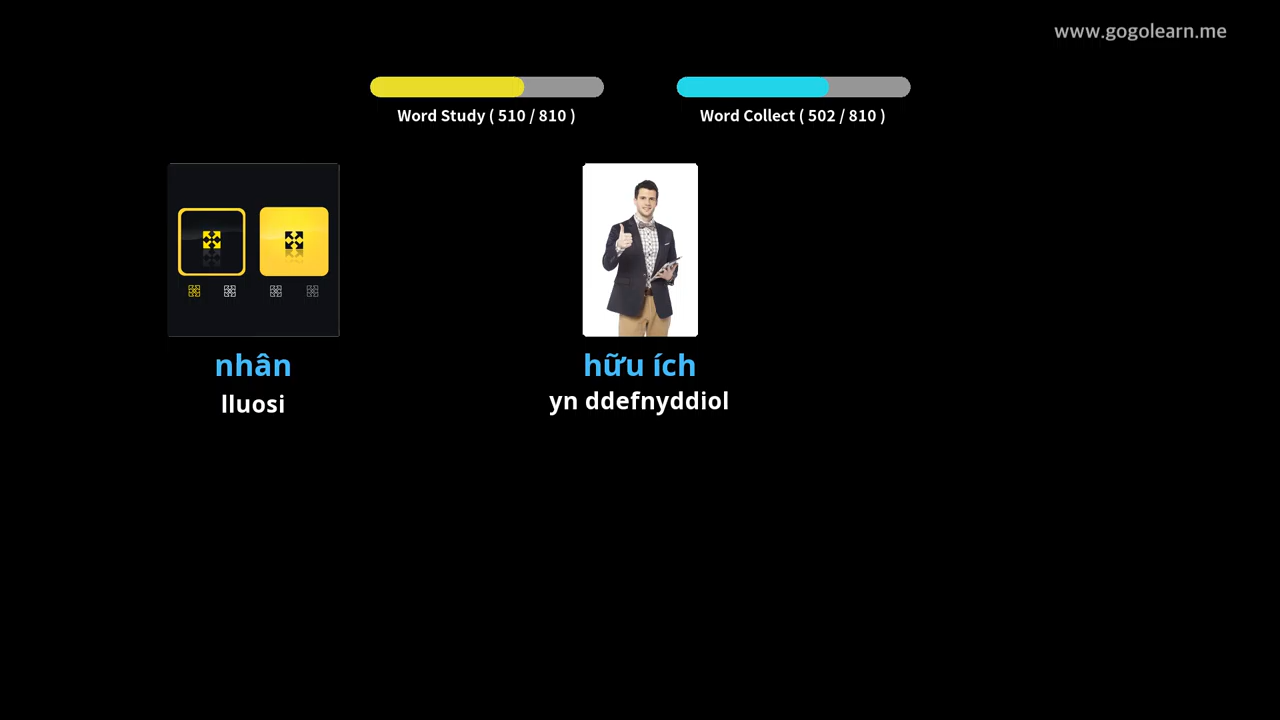 www.gogolearn.me
Word Study ( 510 / 810 )
Word Collect ( 502 / 810 )
nhân
hữu ích
lluosi
yn ddefnyddiol